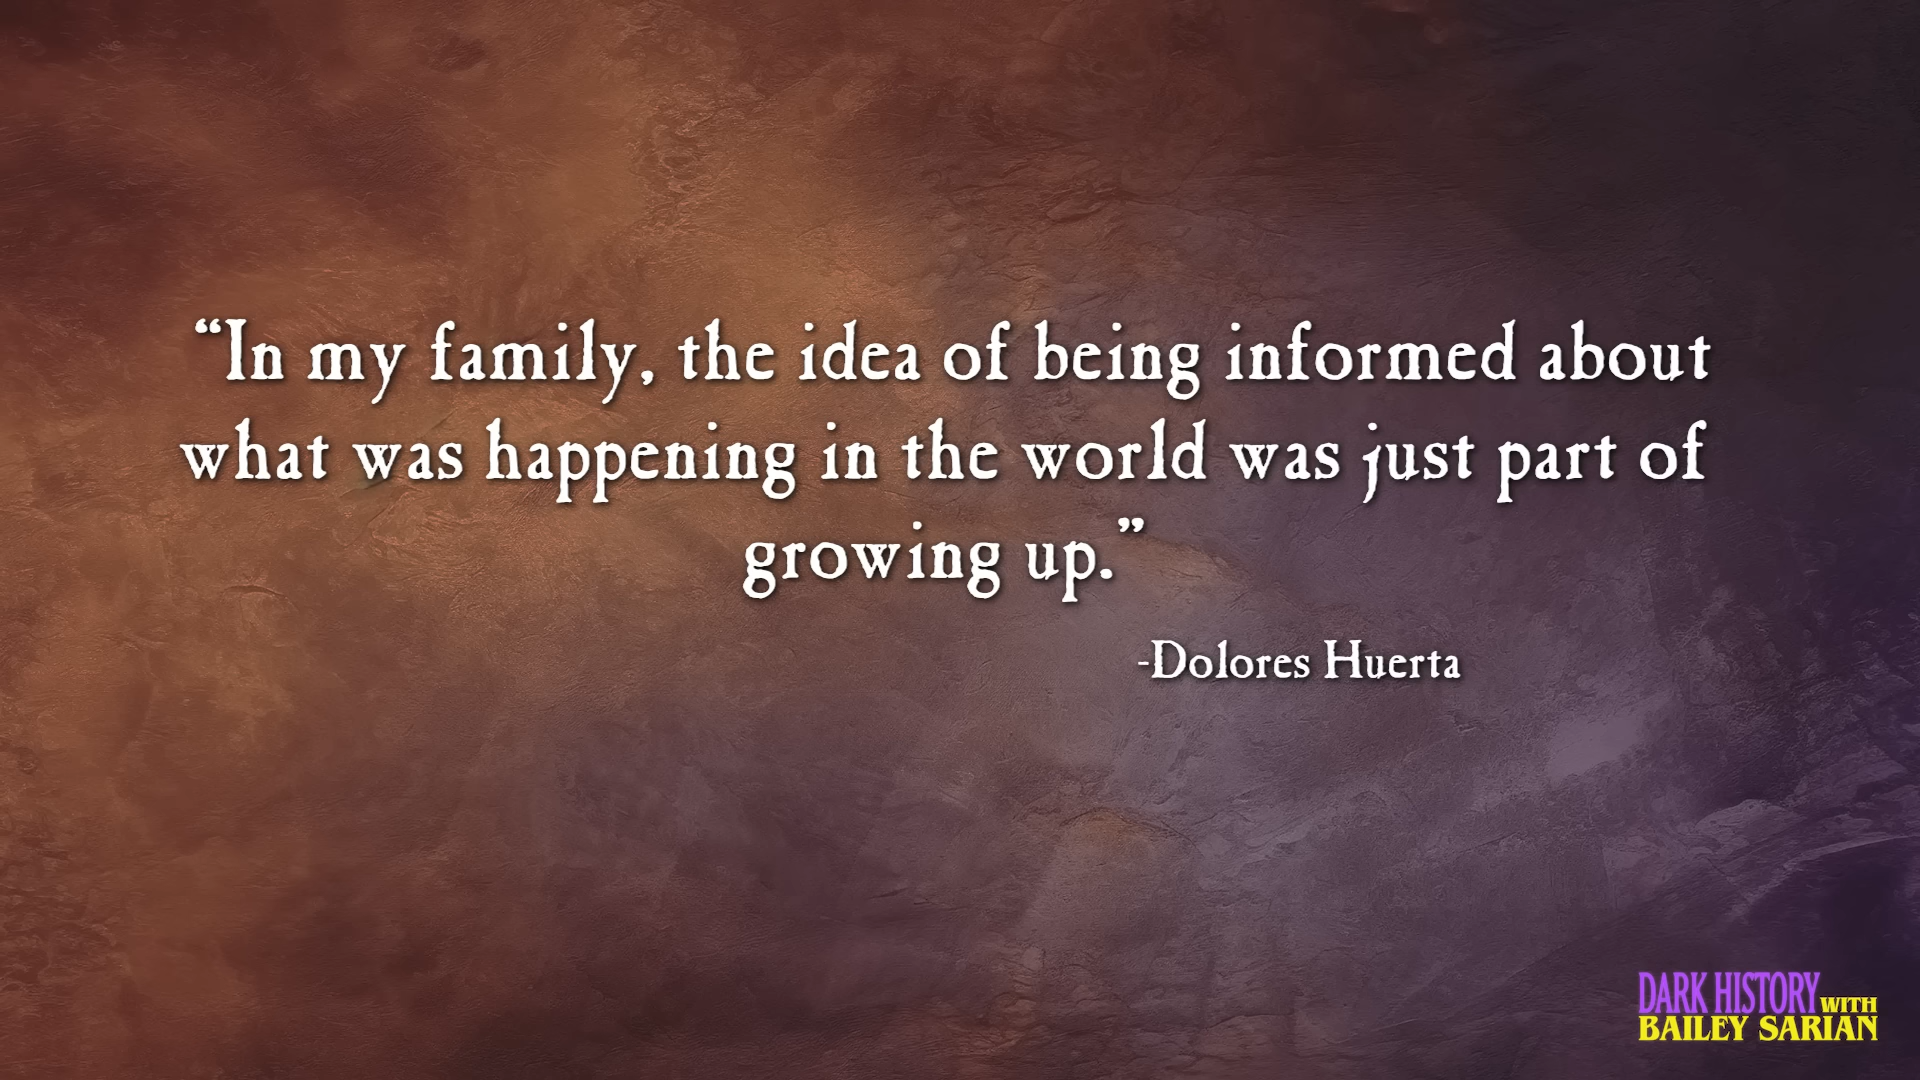 “In my family, the idea of being informed about
what was happening in the world was just part of
growing up.”
-Dolores Huerta
DARK HISTORY WITH
BAILEY SARIAN